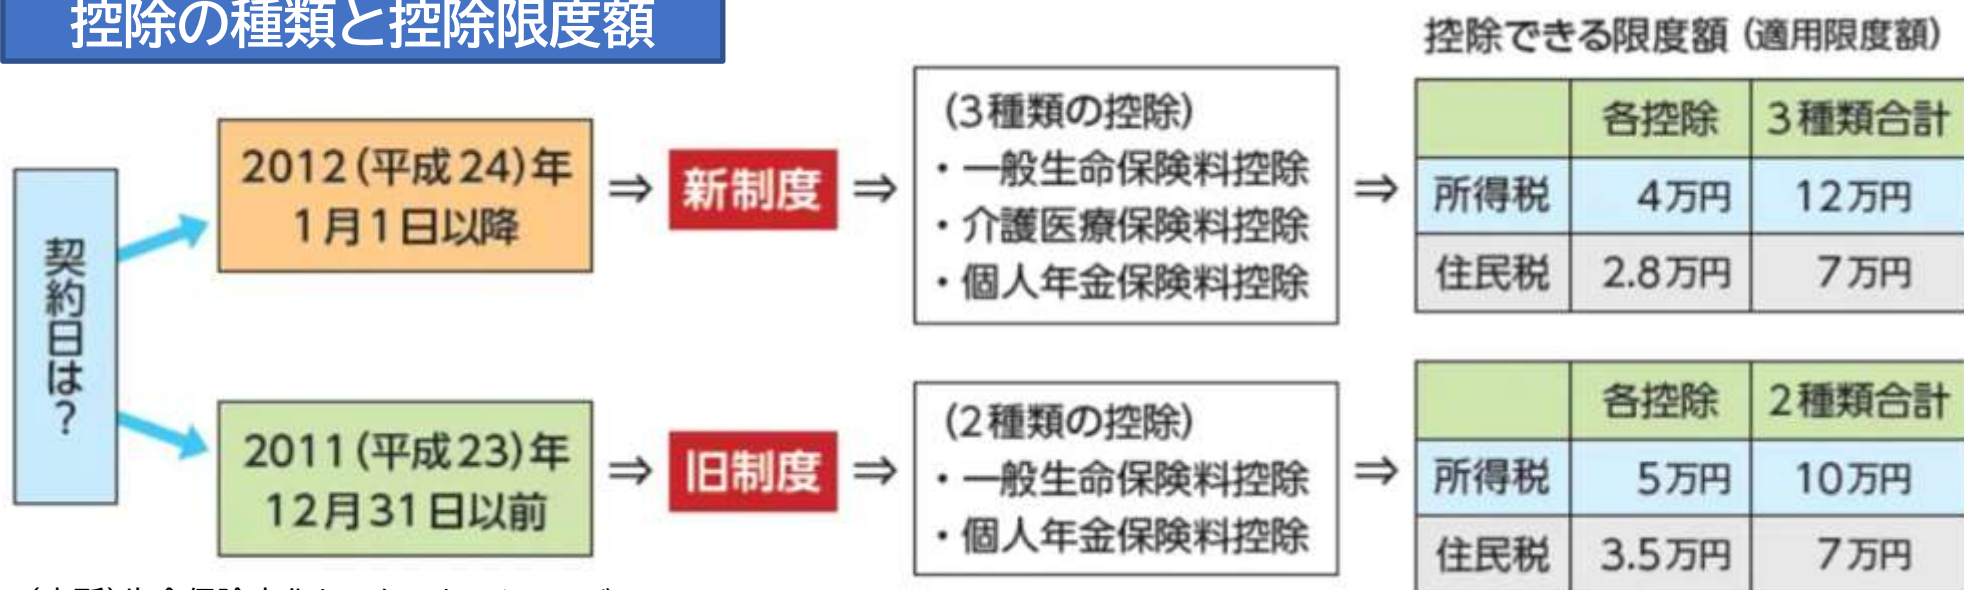 控除の種類と控除限度額
控除できる限度額（適用限度額）
契約日は？
2012(平成24)年
1月1日以降
⇒
新制度
⇒
(3種類の控除)
・一般生命保険料控除
・介護医療保険料控除
・個人年金保険料控除
⇒
各控除 3種類合計
所得税 4万円 12万円
住民税 2.8万円 7万円
2011(平成23)年
12月31日以前
⇒
旧制度
⇒
(2種類の控除)
・一般生命保険料控除
・個人年金保険料控除
⇒
各控除 2種類合計
所得税 5万円 10万円
住民税 3.5万円 7万円